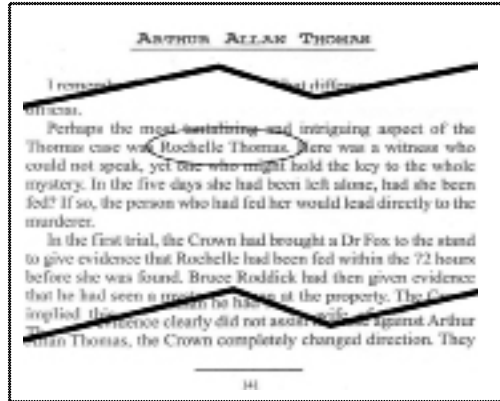 ARTHUR ALLAN THOMAS
I remem
officials.
Perhaps the most tantalising and intriguing aspect of the
Thomas case was Rochelle Thomas. Here was a witness who
could not speak, yet one who might hold the key to the whole
mystery. In the five days she had been left alone, had she been
fed? If so, the person who had fed her would lead directly to the
murderer.
In the first trial, the Crown had brought a Dr Fox to the stand
to give evidence that Rochelle had been fed within the 72 hours
before she was found. Bruce Roddick had then given evidence
that he had seen a at the property. The
implied
evidence clearly did not assist against Arthur
Allan Thomas, the Crown completely changed direction. They
141